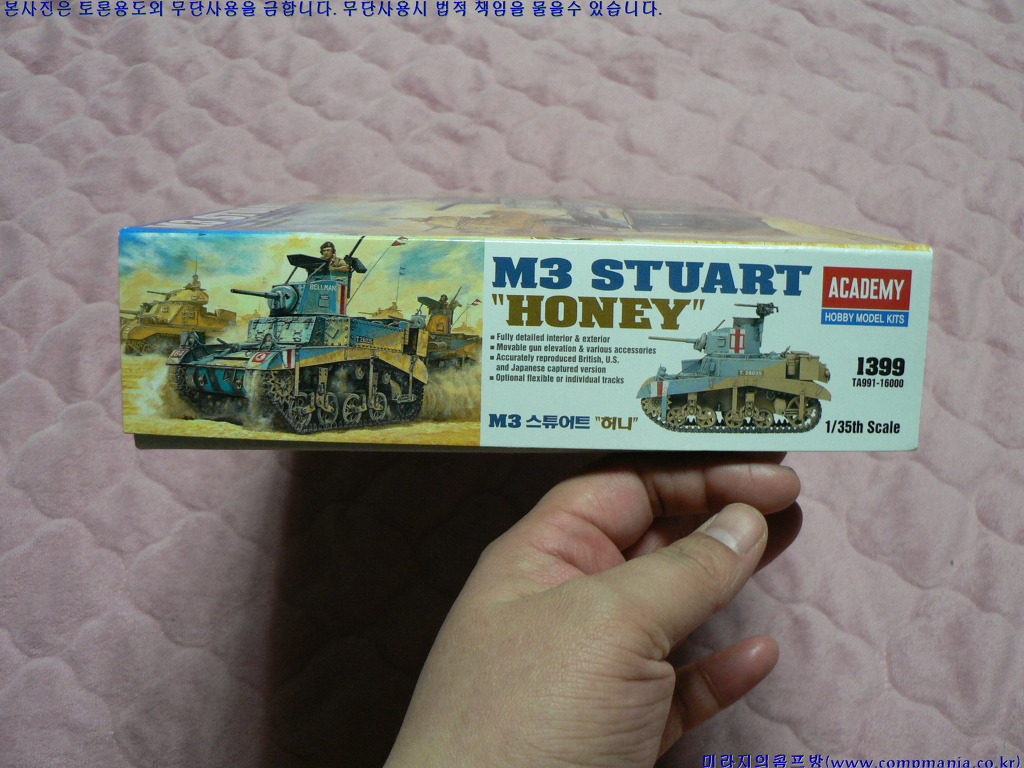 본사진은 토론용도외 무단사용을 금합니다. 무단사용시 법적 책임을 물을수 있습니다.
BELLMAN
T 28035
M3 STUART
"HONEY"
▪ Fully detailed interior & exterior
▪ Movable gun elevation & various accessories
▪ Accurately reproduced British, U.S.
and Japanese captured version
▪ Optional flexible or individual tracks
M3 스튜어트 "허니"
T 28035
ACADEMY
HOBBY MODEL KITS
1399
TA991-16000
1/35th Scale
미라지의콤프방(www.compmania.co.kr)